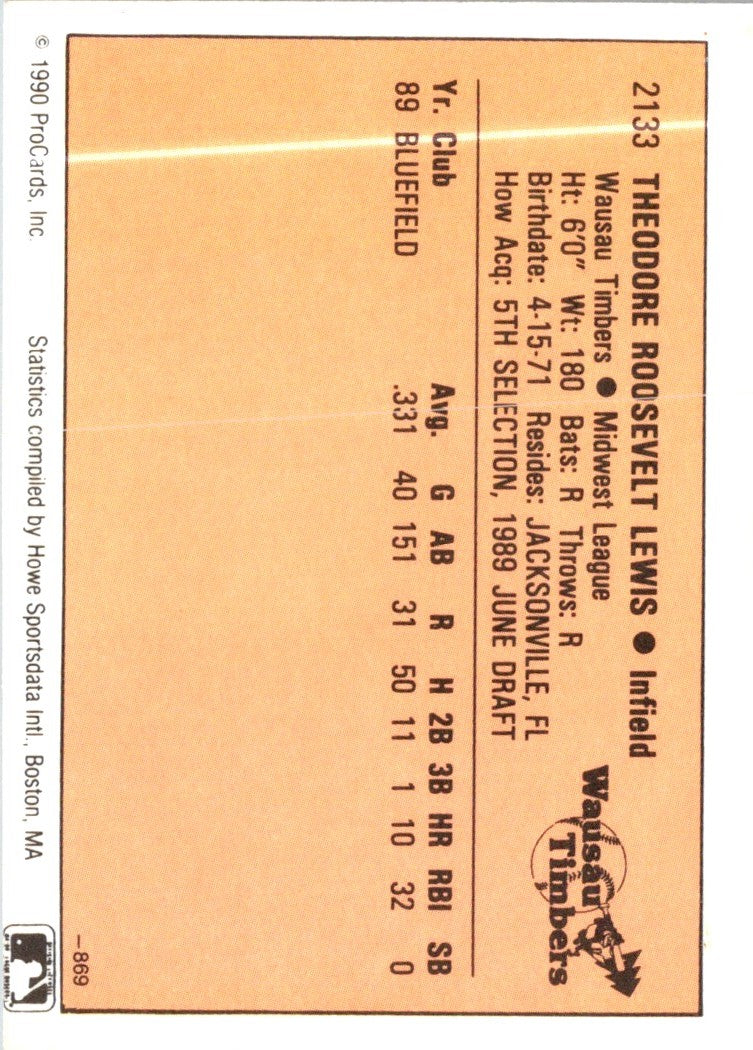 2133 THEODORE ROOSEVELT LEWIS ● Infield
Wausau Timbers ● Midwest League
Ht: 6'0" Wt: 180 Bats: R Throws: R
Birthdate: 4-15-71 Resides: JACKSONVILLE, FL
How Acq: 5TH SELECTION, 1989 JUNE DRAFT
Wausau
Timbers
Yr. Club Avg. G AB R H 2B 3B HR RBI SB
89 BLUEFIELD .331 40 151 31 50 11 1 10 32 0
–869
© 1990 ProCards, Inc. Statistics compiled by Howe Sportsdata Intl., Boston, MA